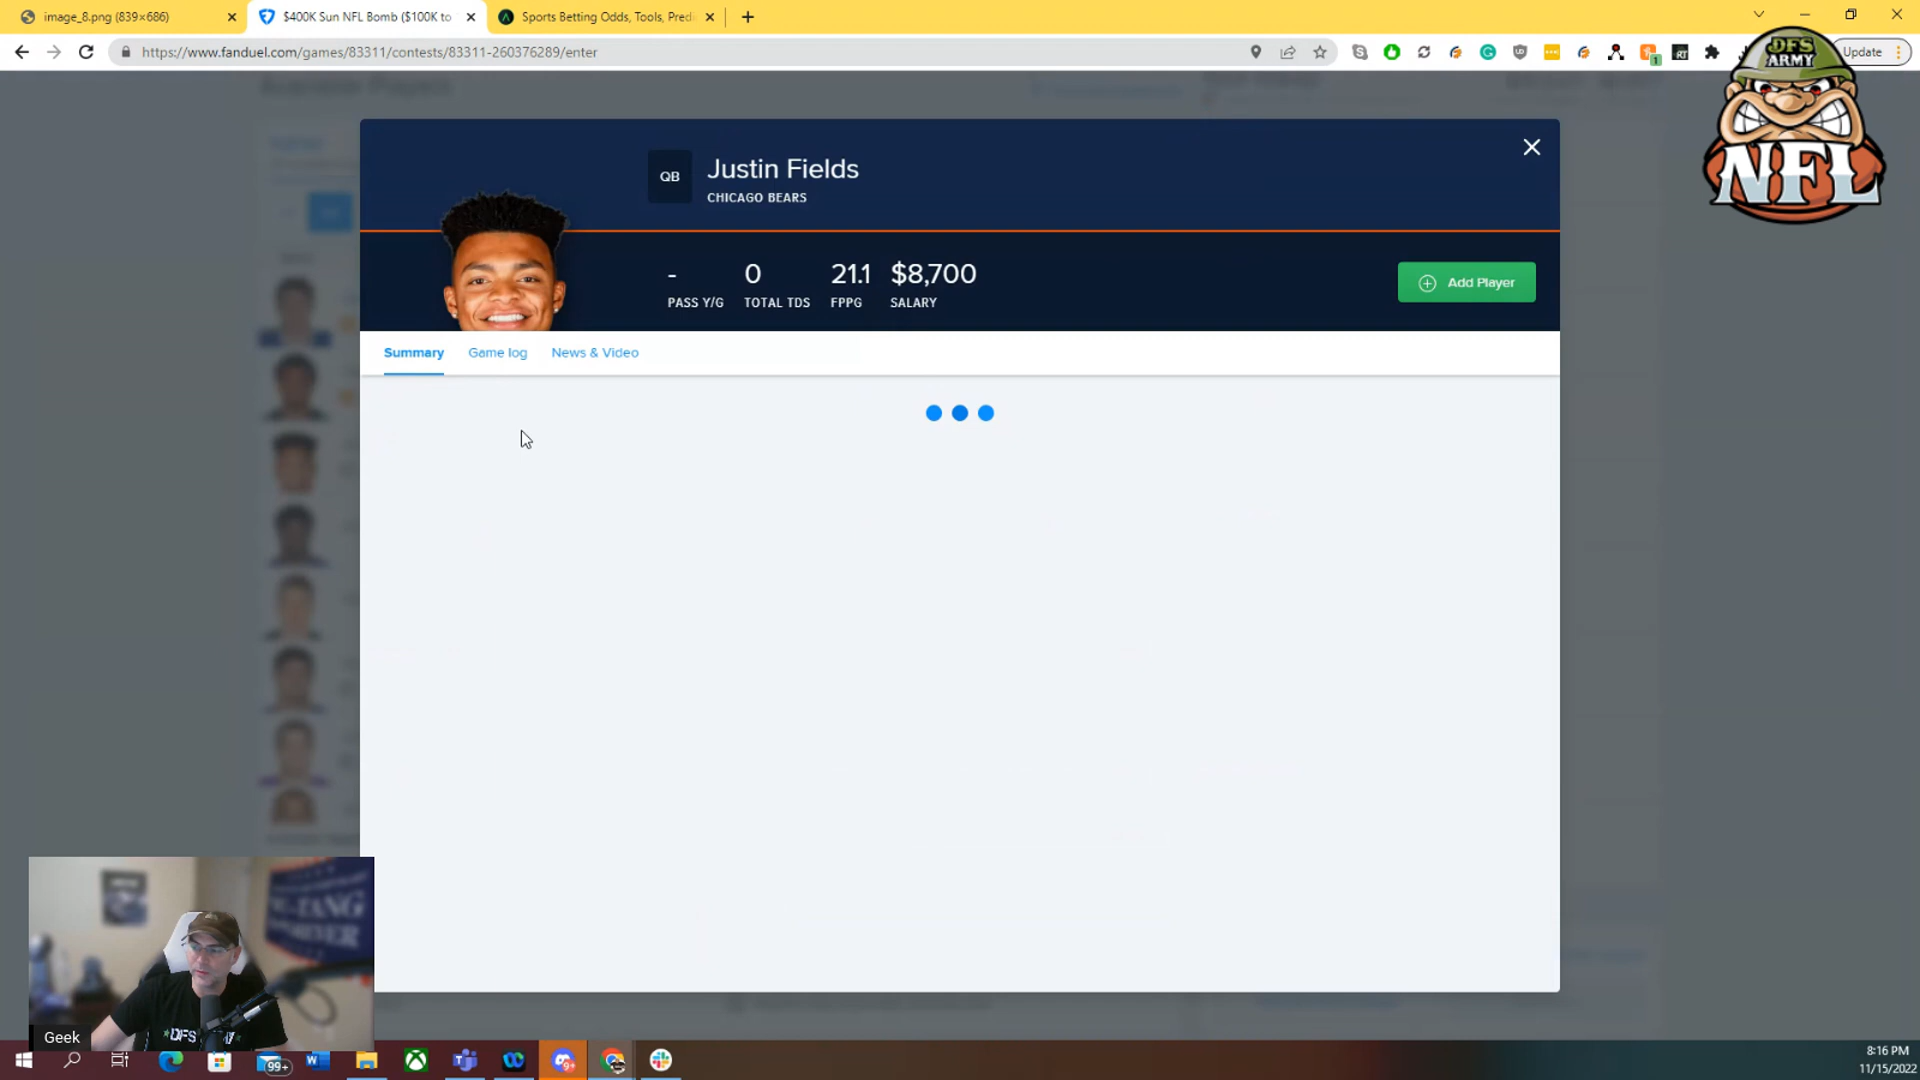 image_8.png (839×686)
$400K Sun NFL Bomb ($100K to
Sports Betting Odds, Tools, Predi
https://www.fanduel.com/games/83311/contests/83311-260376289/enter
Update
DFS
ARMY
NFL
QB
Justin Fields
CHICAGO BEARS
- 0 21.1 $8,700
PASS Y/G TOTAL TDS FPPG SALARY
Add Player
Summary Game log News & Video
Geek
99+
8:16 PM
11/15/2022